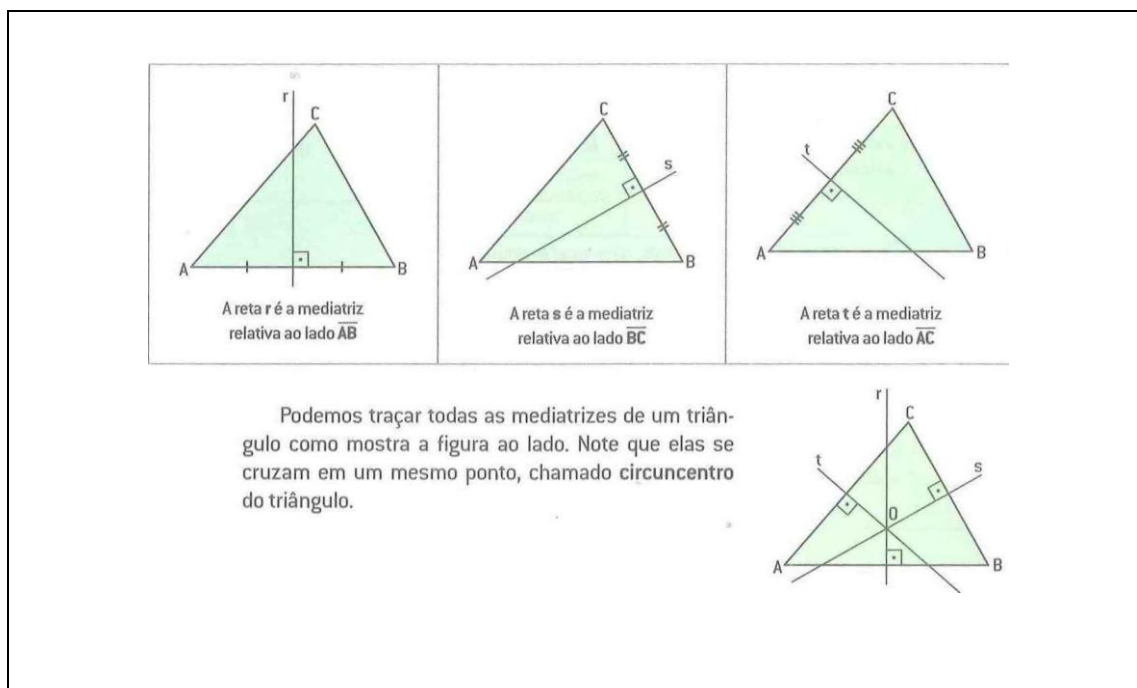 r
C
A
B
A reta r é a mediatriz
relativa ao lado AB
C
s
A
B
A reta s é a mediatriz
relativa ao lado BC
C
t
A
B
A reta t é a mediatriz
relativa ao lado AC
Podemos traçar todas as mediatrizes de um triân-
gulo como mostra a figura ao lado. Note que elas se
cruzam em um mesmo ponto, chamado circuncentro
do triângulo.
r
C
t
s
O
A
B